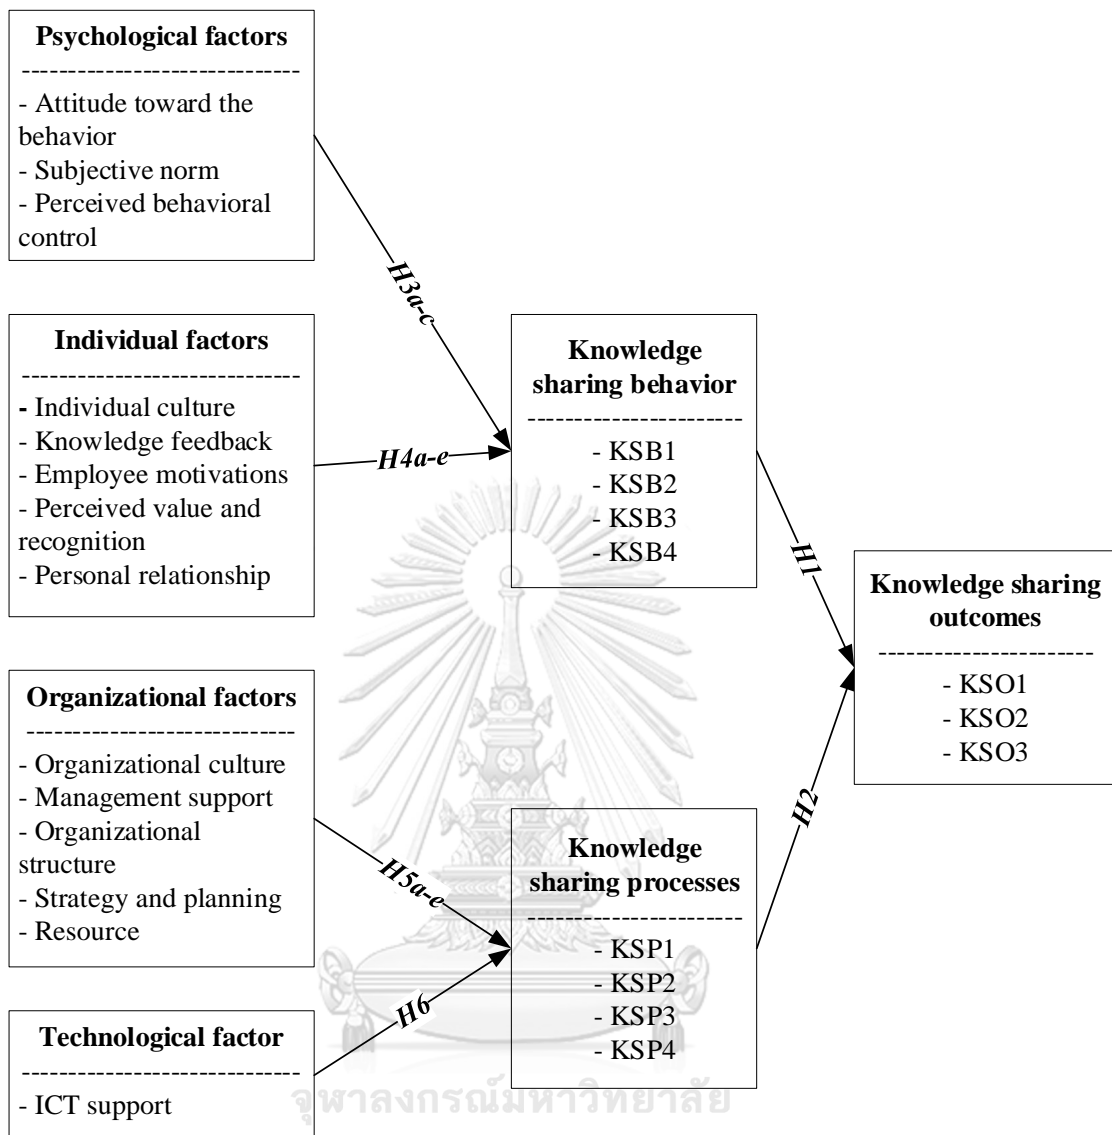 Psychological factors
------------------------------
- Attitude toward the
behavior
- Subjective norm
- Perceived behavioral
control
H3a-c
Individual factors
------------------------------
- Individual culture
- Knowledge feedback
- Employee motivations
- Perceived value and
recognition
- Personal relationship
H4a-e
Knowledge
sharing behavior
-----------------------
- KSB1
- KSB2
- KSB3
- KSB4
H1
Organizational factors
-----------------------------
- Organizational culture
- Management support
- Organizational
structure
- Strategy and planning
- Resource
H5a-e
Technological factor
------------------------------
- ICT support
H6
Knowledge
sharing processes
-----------------------
- KSP1
- KSP2
- KSP3
- KSP4
H2
Knowledge sharing
outcomes
-----------------------
- KSO1
- KSO2
- KSO3
จุฬาลงกรณ์มหาวิทยาลัย